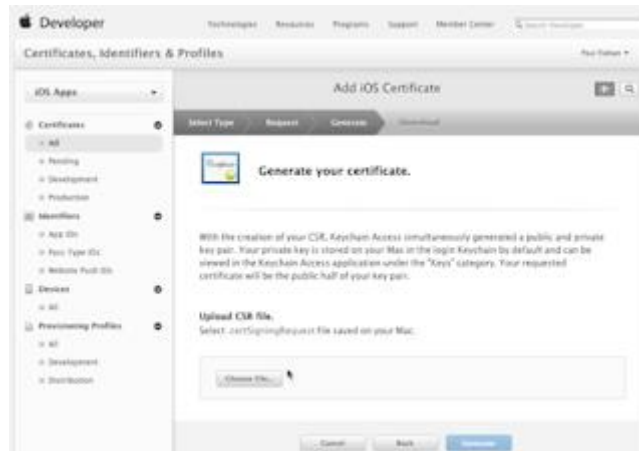 Developer
Technologies Resources Programs Support Member Center
Certificates, Identifiers & Profiles
iOS Apps
Add iOS Certificate
Certificates
All
Pending
Development
Production
Identifiers
App IDs
Pass Type IDs
Website Push IDs
Devices
All
Provisioning Profiles
All
Development
Distribution
Select Type Request Generate Download
Generate your certificate.
With the creation of your CSR, Keychain Access simultaneously generated a public and private
key pair. Your private key is stored on your Mac in the login Keychain by default and can be
viewed in the Keychain Access application under the "Keys" category. Your requested
certificate will be the public half of your key pair.
Upload CSR file.
Select .certSigningRequest file saved on your Mac.
Choose File...
Cancel Back Generate